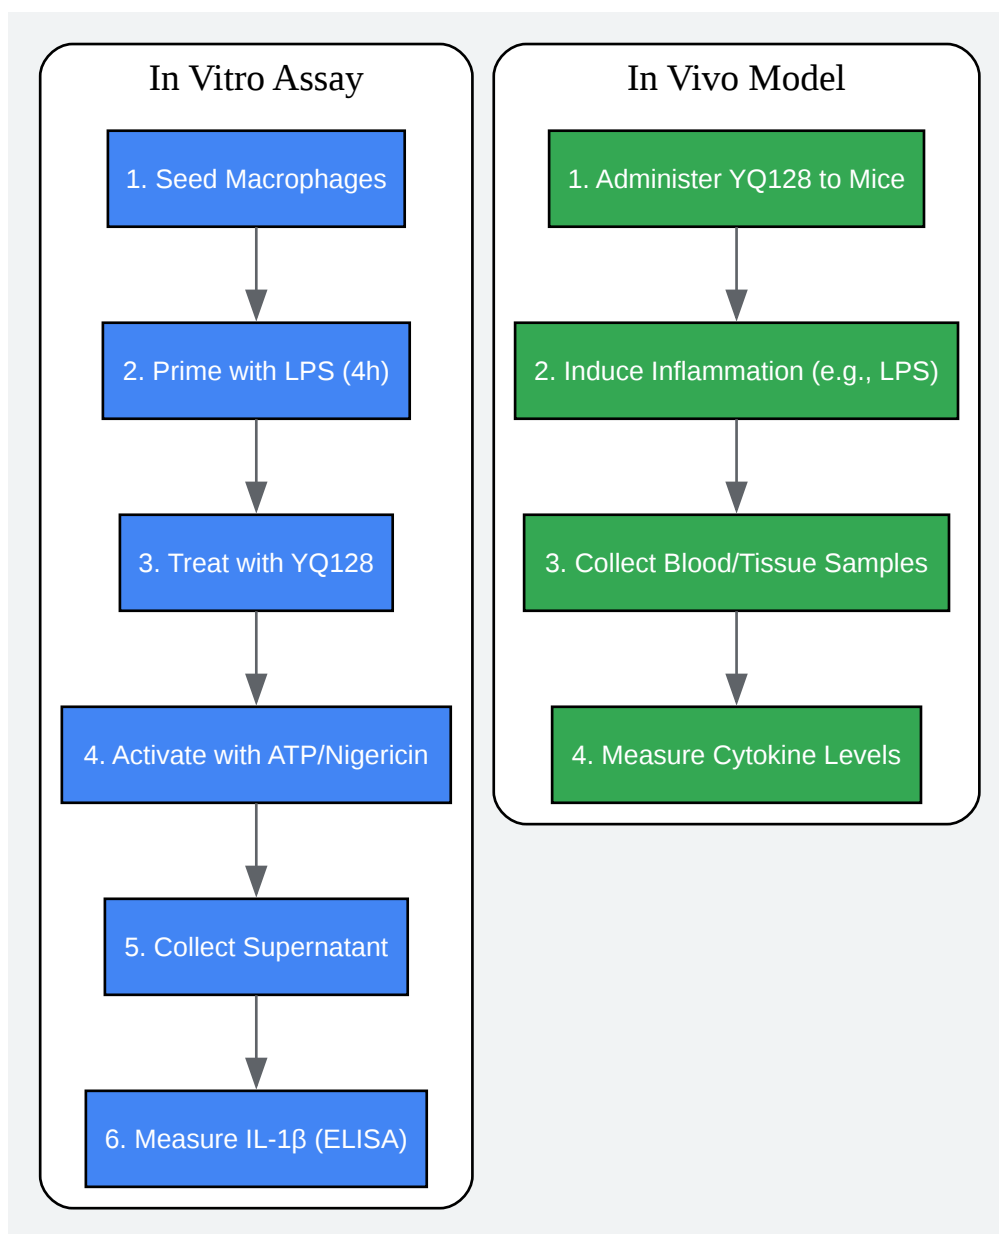 In Vitro Assay
1. Seed Macrophages
2. Prime with LPS (4h)
3. Treat with YQ128
4. Activate with ATP/Nigericin
5. Collect Supernatant
6. Measure IL-1β (ELISA)
In Vivo Model
1. Administer YQ128 to Mice
2. Induce Inflammation (e.g., LPS)
3. Collect Blood/Tissue Samples
4. Measure Cytokine Levels